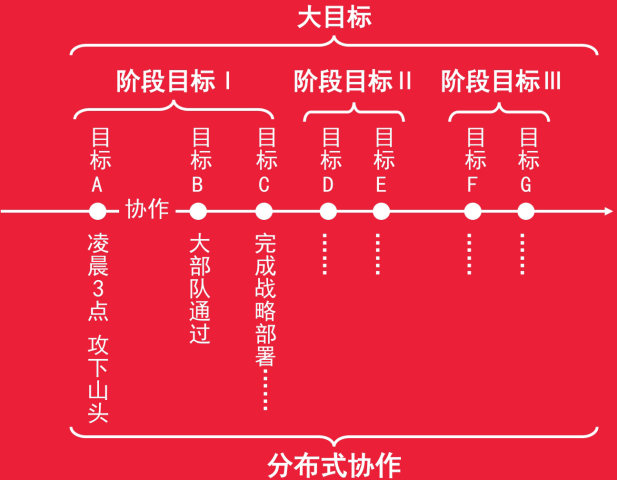 大目标
阶段目标Ⅰ
阶段目标Ⅱ
阶段目标Ⅲ
目标A
目标B
目标C
目标D
目标E
目标F
目标G
协作
凌晨3点 攻下山头
大部队通过
完成战略部署……
……
……
……
……
分布式协作